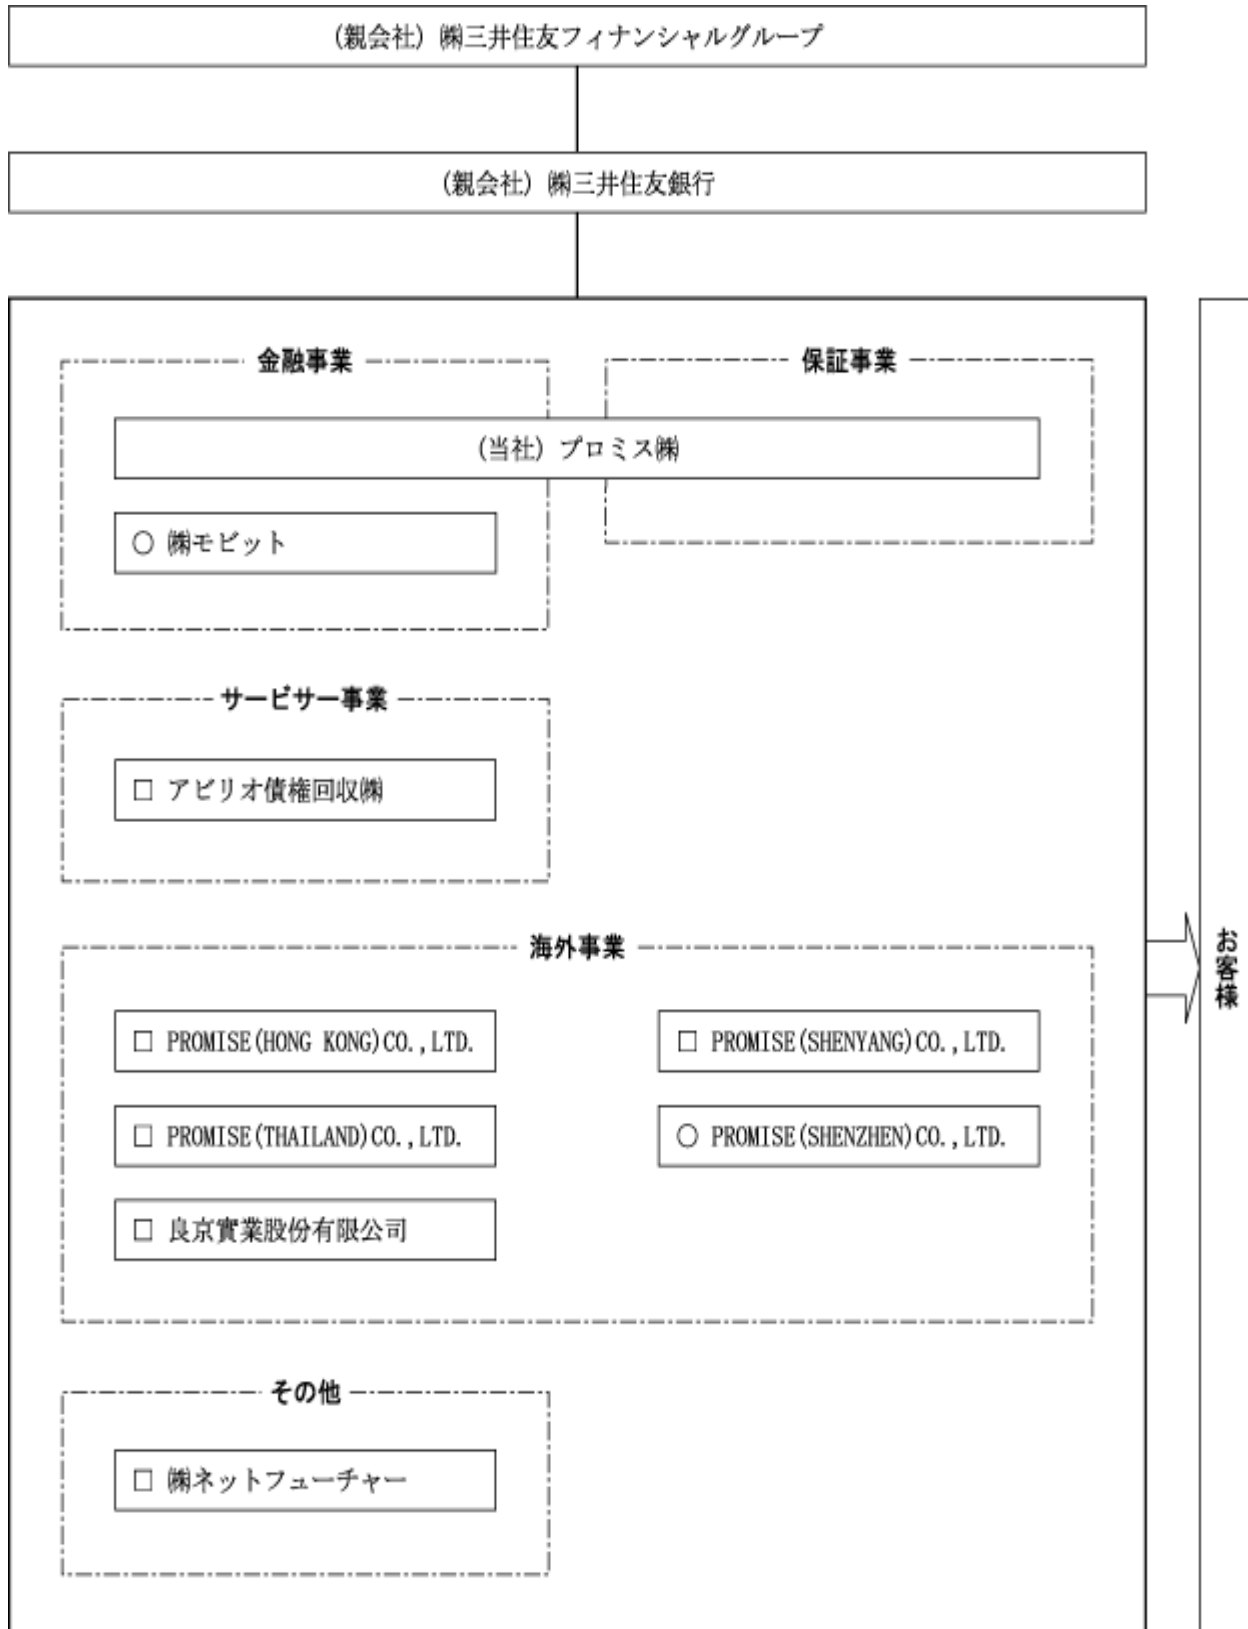 (親会社) ㈱三井住友フィナンシャルグループ
(親会社) ㈱三井住友銀行
金融事業
保証事業
(当社) プロミス㈱
○ ㈱モビット
サービサー事業
□ アビリオ債権回収㈱
海外事業
□ PROMISE(HONG KONG)CO.,LTD.
□ PROMISE(SHENYANG)CO.,LTD.
□ PROMISE(THAILAND)CO.,LTD.
○ PROMISE(SHENZHEN)CO.,LTD.
□ 良京實業股份有限公司
その他
□ ㈱ネットフューチャー
お客様